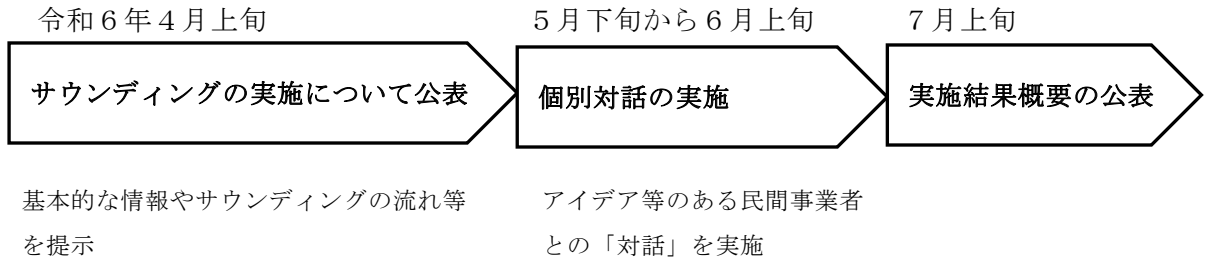 令和６年４月上旬
５月下旬から６月上旬
７月上旬
サウンディングの実施について公表
個別対話の実施
実施結果概要の公表
基本的な情報やサウンディングの流れ等
を提示
アイデア等のある民間事業者
との「対話」を実施